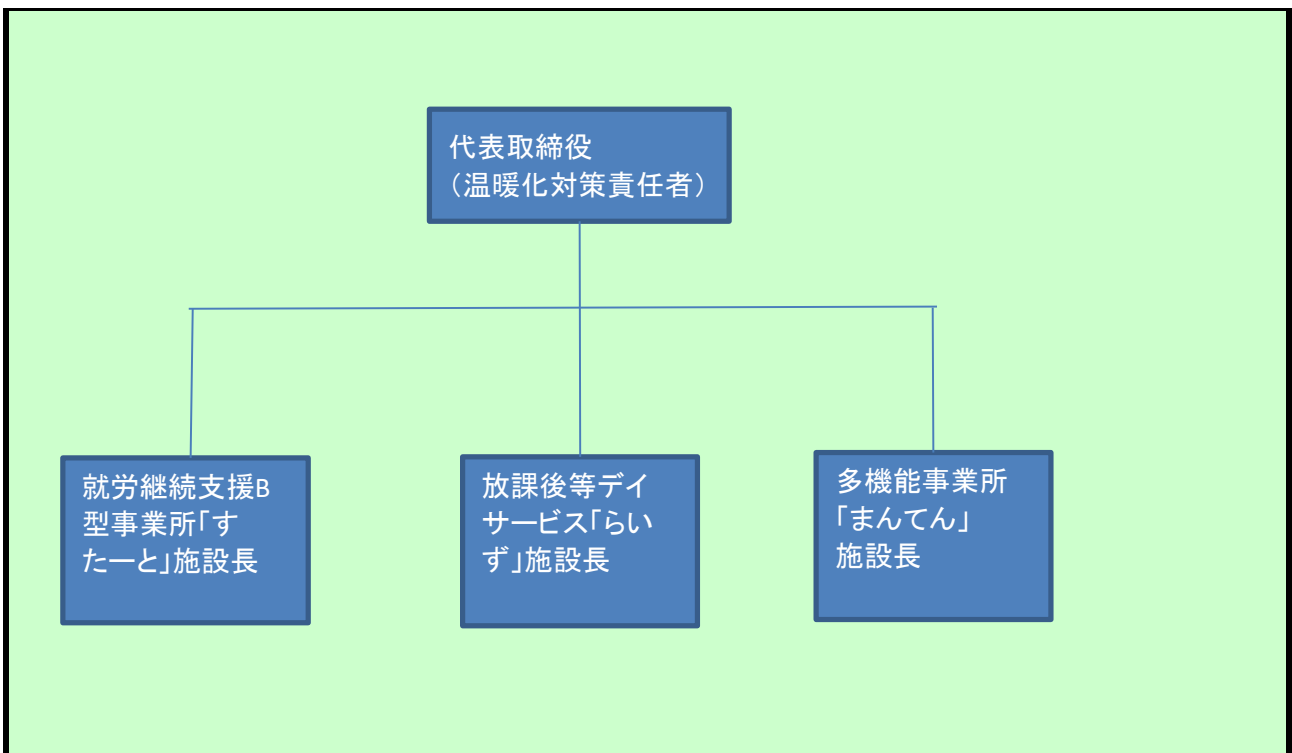 代表取締役
（温暖化対策責任者）
就労継続支援B
型事業所「す
たーと」施設長
放課後等デイ
サービス「らい
ず」施設長
多機能事業所
「まんてん」
施設長